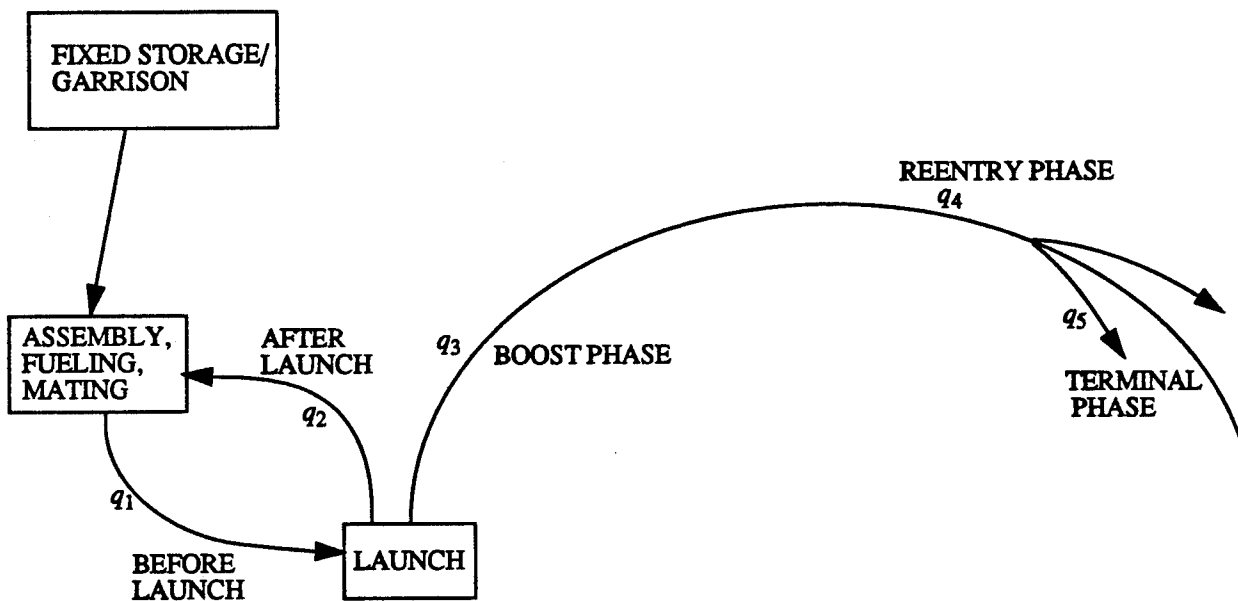 FIXED STORAGE/
GARRISON
REENTRY PHASE
q4
ASSEMBLY,
FUELING,
MATING
AFTER
LAUNCH
q2
q3
BOOST PHASE
q5
TERMINAL
PHASE
q1
BEFORE
LAUNCH
LAUNCH